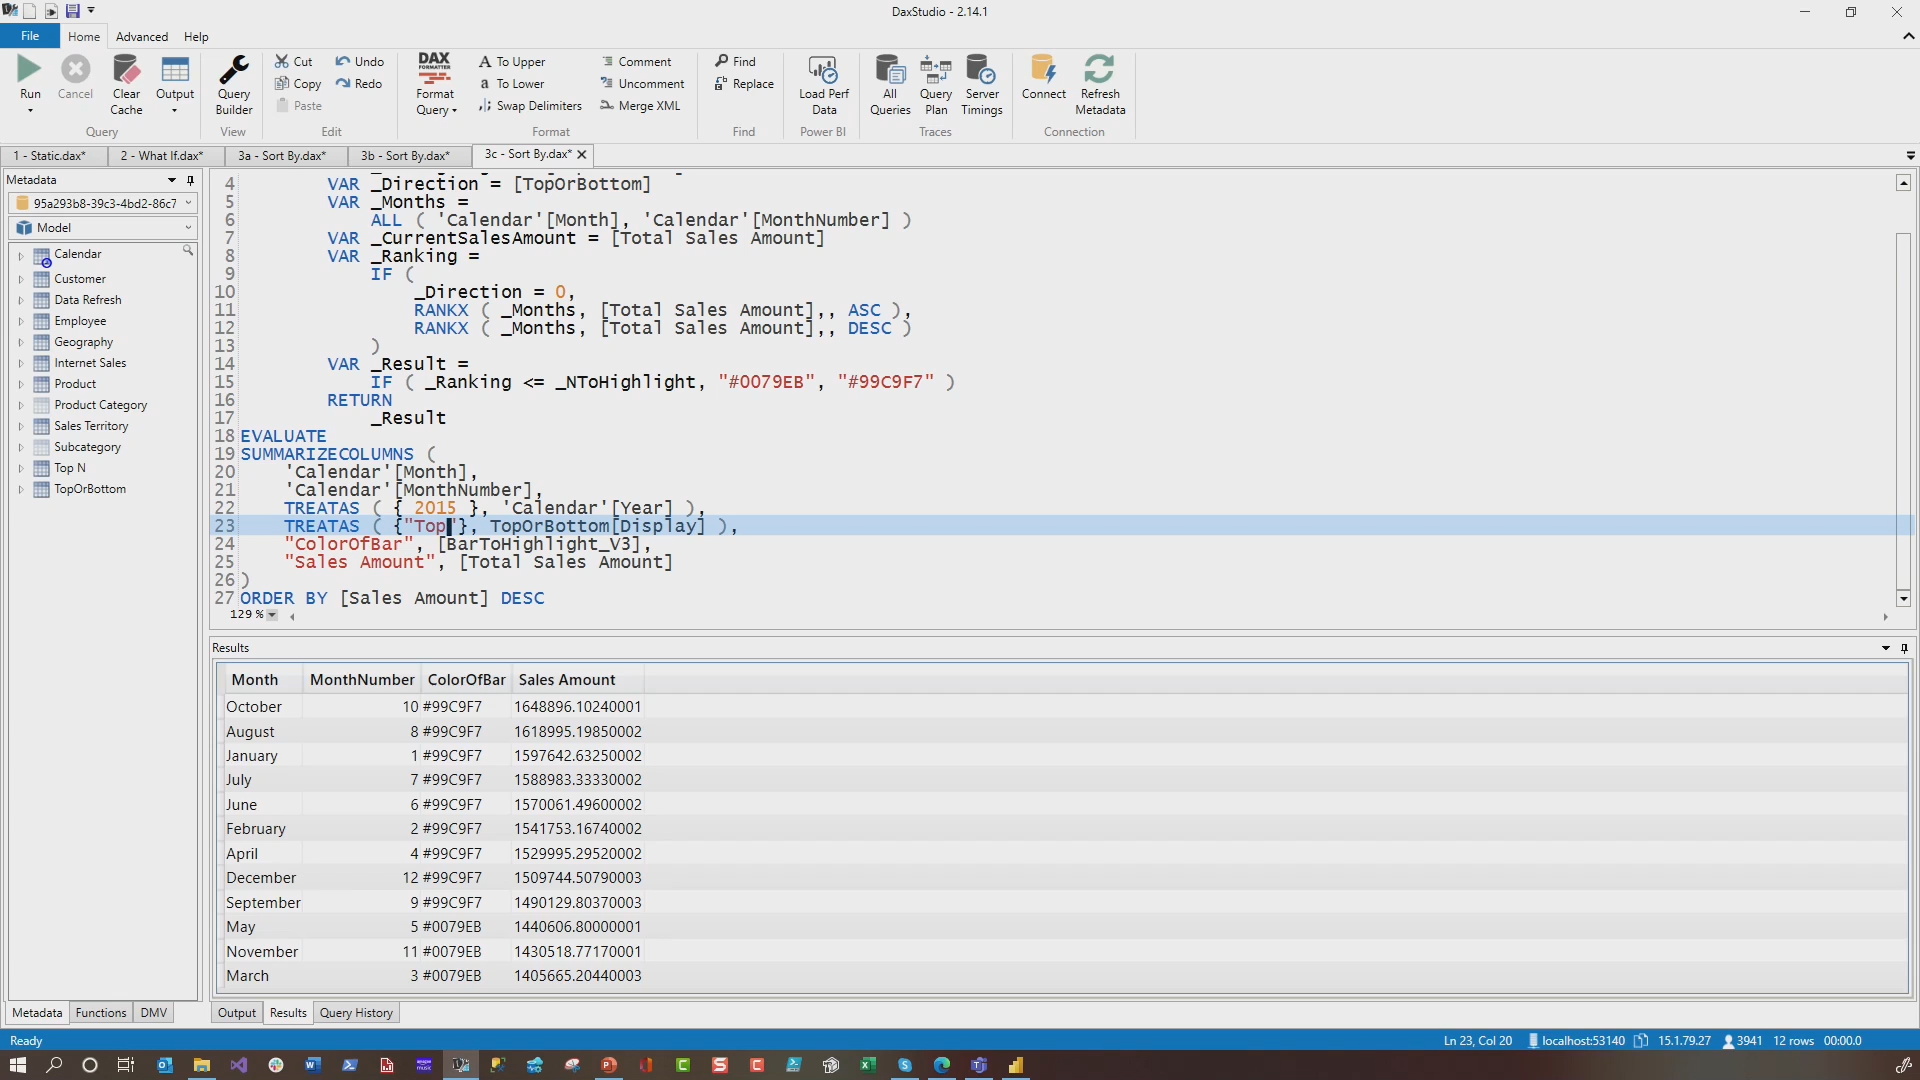 DaxStudio - 2.14.1
File Home Advanced Help
Run
Cancel
Clear Cache
Output
Query
Query Builder
View
Cut
Copy
Paste
Undo
Redo
Edit
DAX FORMATTER
Format Query
To Upper
To Lower
Swap Delimiters
Comment
Uncomment
Merge XML
Format
Find
Replace
Find
Load Perf Data
Power BI
All Queries
Query Plan
Server Timings
Traces
Connect
Refresh Metadata
Connection
1 - Static.dax* 2 - What If.dax* 3a - Sort By.dax* 3b - Sort By.dax* 3c - Sort By.dax*
Metadata
95a293b8-39c3-4bd2-86c7
Model
Calendar
Customer
Data Refresh
Employee
Geography
Internet Sales
Product
Product Category
Sales Territory
Subcategory
Top N
TopOrBottom
Metadata Functions DMV
4 VAR _Direction = [TopOrBottom]
5 VAR _Months =
6 ALL ( 'Calendar'[Month], 'Calendar'[MonthNumber] )
7 VAR _CurrentSalesAmount = [Total Sales Amount]
8 VAR _Ranking =
9 IF (
10 _Direction = 0,
11 RANKX ( _Months, [Total Sales Amount],, ASC ),
12 RANKX ( _Months, [Total Sales Amount],, DESC )
13 )
14 VAR _Result =
15 IF ( _Ranking <= _NToHighlight, "#0079EB", "#99C9F7" )
16 RETURN
17 _Result
18 EVALUATE
19 SUMMARIZECOLUMNS (
20 'Calendar'[Month],
21 'Calendar'[MonthNumber],
22 TREATAS ( { 2015 }, 'Calendar'[Year] ),
23 TREATAS ( {"Top"}, TopOrBottom[Display] ),
24 "ColorOfBar", [BarToHighlight_V3],
25 "Sales Amount", [Total Sales Amount]
26 )
27 ORDER BY [Sales Amount] DESC
129 %
Results
Month MonthNumber ColorOfBar Sales Amount
October 10 #99C9F7 1648896.10240001
August 8 #99C9F7 1618995.19850002
January 1 #99C9F7 1597642.63250002
July 7 #99C9F7 1588983.33330002
June 6 #99C9F7 1570061.49600002
February 2 #99C9F7 1541753.16740002
April 4 #99C9F7 1529995.29520002
December 12 #99C9F7 1509744.50790003
September 9 #99C9F7 1490129.80370003
May 5 #0079EB 1440606.80000001
November 11 #0079EB 1430518.77170001
March 3 #0079EB 1405665.20440003
Output Results Query History
Ready
Ln 23, Col 20 localhost:53140 15.1.79.27 3941 12 rows 00:00.0